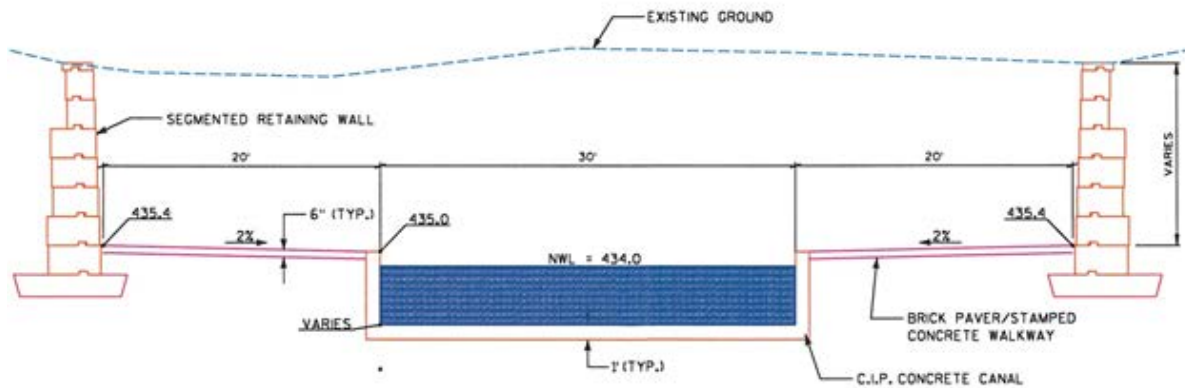 EXISTING GROUND
SEGMENTED RETAINING WALL
20'
30'
20'
VARIES
435.4
6" (TYP.)
435.0
435.4
2%
2%
NWL = 434.0
VARIES
BRICK PAVER/STAMPED
CONCRETE WALKWAY
1'(TYP.)
C.I.P. CONCRETE CANAL